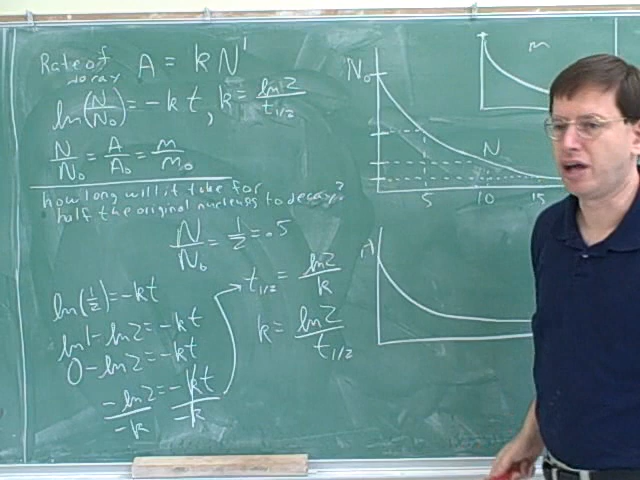 Rate of decay A = kN¹
ln(N/N₀) = -kt, k = ln2/t₁/₂
N/N₀ = A/A₀ = m/m₀
how long will it take for
half the original nucleus to decay?
N/N₀ = 1/2 = .5
ln(1/2) = -kt
ln1 - ln2 = -kt
0 - ln2 = -kt
-ln2/-k = -kt/-k
t₁/₂ = ln2/k
k = ln2/t₁/₂
N₀
N
5 10 15
m